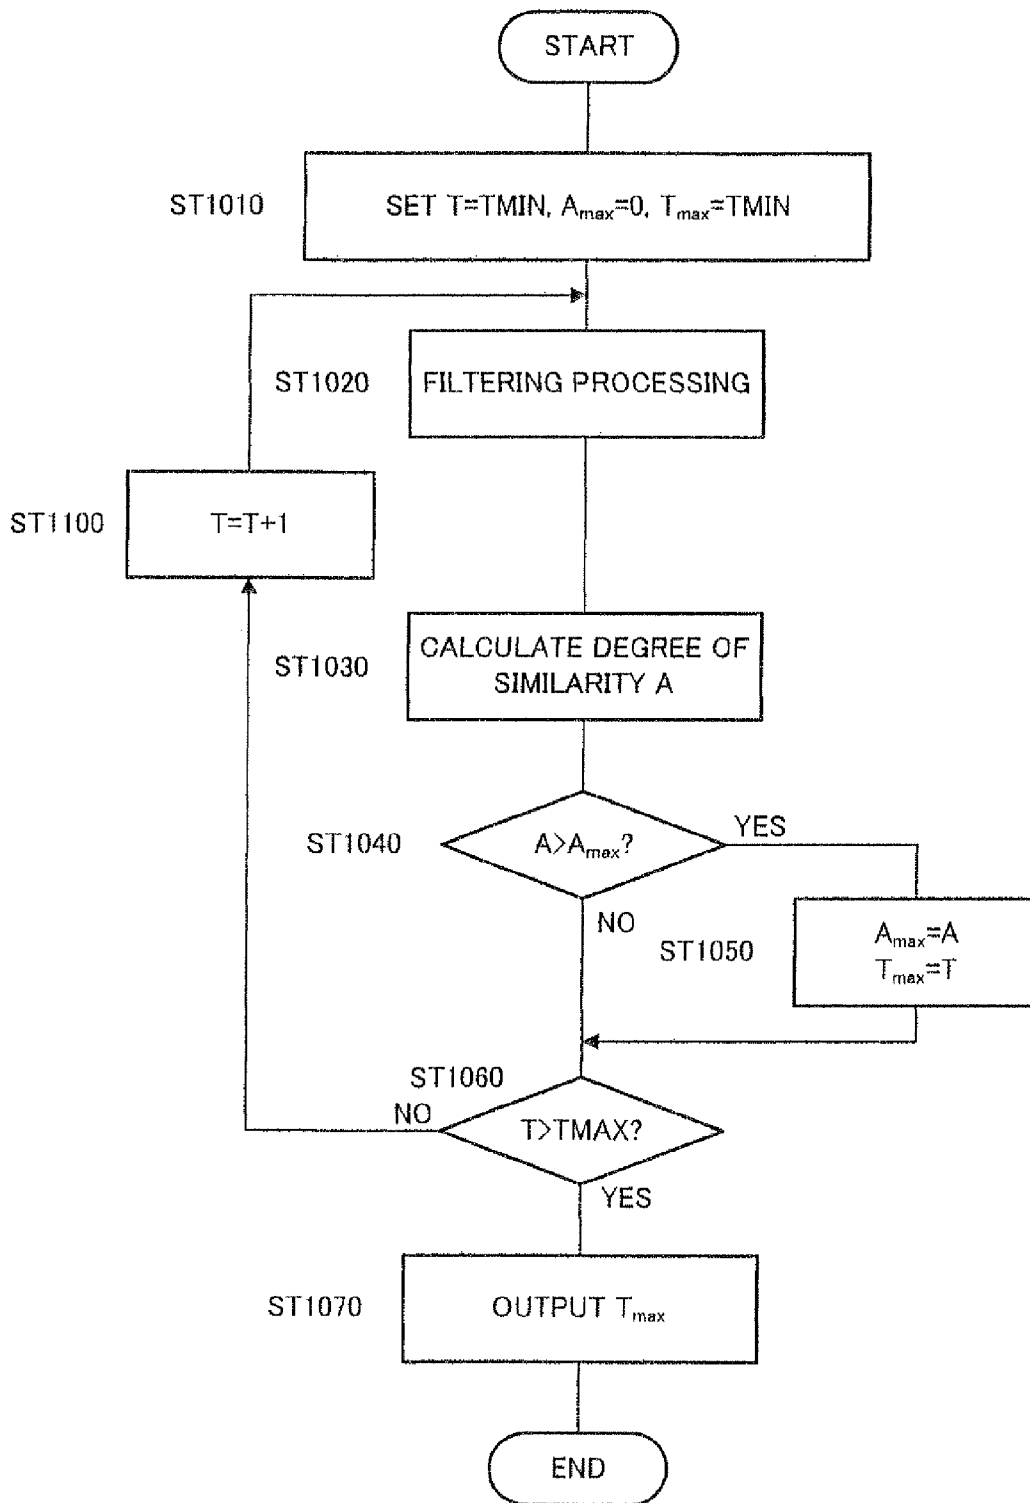 START
ST1010
SET T=TMIN, Amax=0, Tmax=TMIN
ST1020
FILTERING PROCESSING
ST1100
T=T+1
ST1030
CALCULATE DEGREE OF
SIMILARITY A
ST1040
A>Amax?
YES
NO
ST1050
Amax=A
Tmax=T
ST1060
NO
T>TMAX?
YES
ST1070
OUTPUT Tmax
END